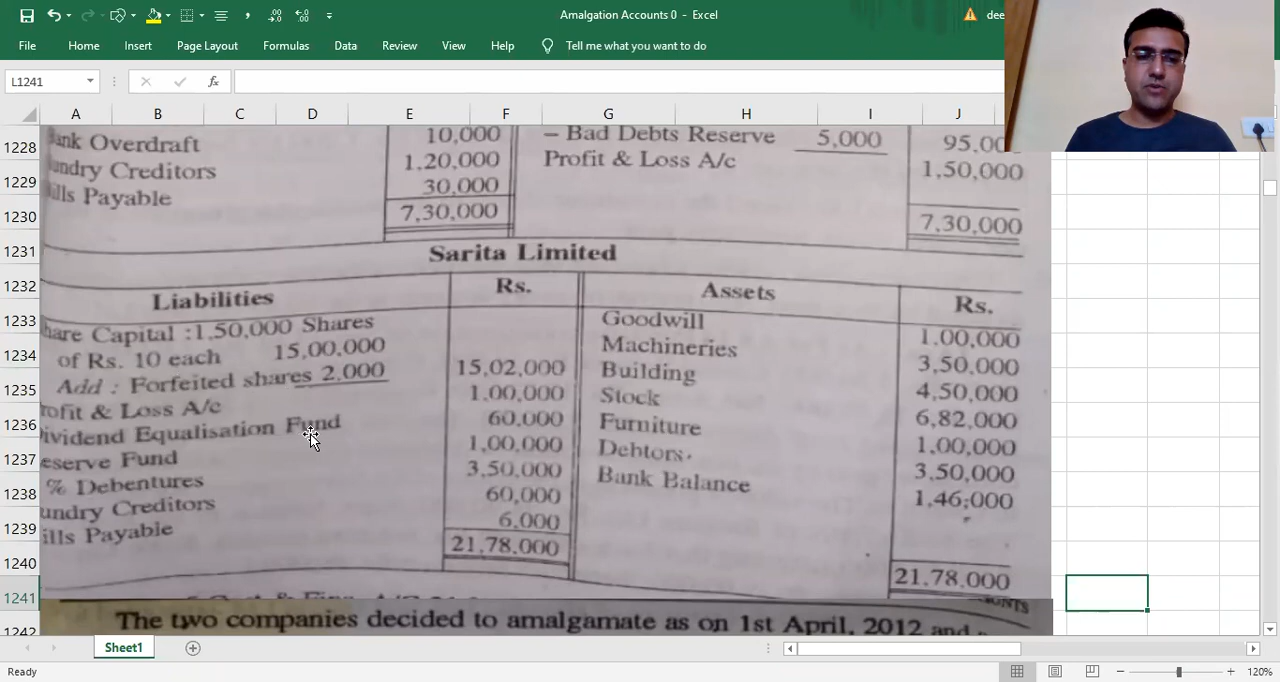 Amalgation Accounts 0 - Excel
dee
File Home Insert Page Layout Formulas Data Review View Help Tell me what you want to do
L1241
fx
A B C D E F G H I J
1228
1229
1230
1231
1232
1233
1234
1235
1236
1237
1238
1239
1240
1241
1242
Bank Overdraft 10,000 – Bad Debts Reserve 5,000 95,00
undry Creditors 1,20,000 Profit & Loss A/c 1,50,000
ills Payable 30,000
7,30,000 7,30,000
Sarita Limited
Liabilities Rs. Assets Rs.
hare Capital :1,50,000 Shares Goodwill 1,00,000
of Rs. 10 each 15,00,000 Machineries 3,50,000
Add : Forfeited shares 2,000 15,02,000 Building 4,50,000
rofit & Loss A/c 1,00,000 Stock 6,82,000
ividend Equalisation Fund 60,000 Furniture 1,00,000
eserve Fund 1,00,000 Debtors 3,50,000
% Debentures 3,50,000 Bank Balance 1,46,000
undry Creditors 60,000
ills Payable 6,000
21,78,000 21,78,000
The two companies decided to amalgamate as on 1st April, 2012 and
Sheet1
Ready 120%